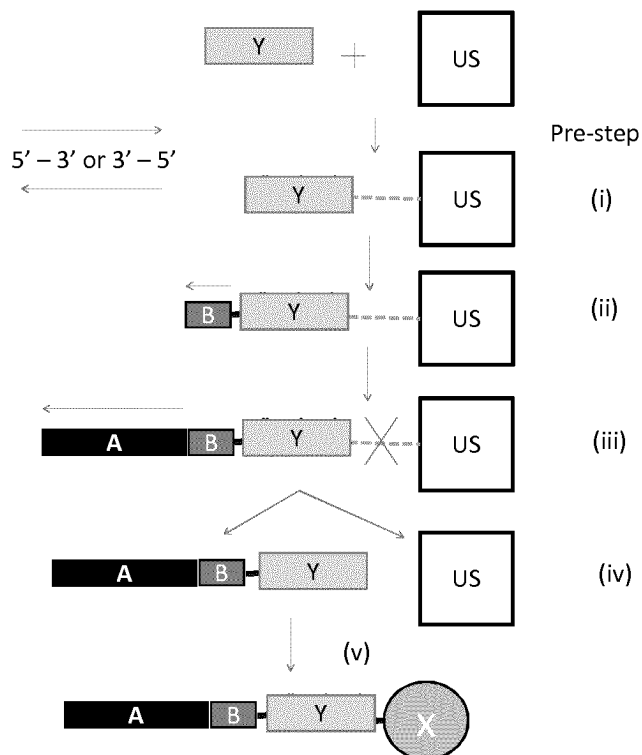 Y
US
Pre-step
5' – 3' or 3' – 5'
Y
US
(i)
B
Y
US
(ii)
A
B
Y
US
(iii)
A
B
Y
US
(iv)
(v)
A
B
Y
X